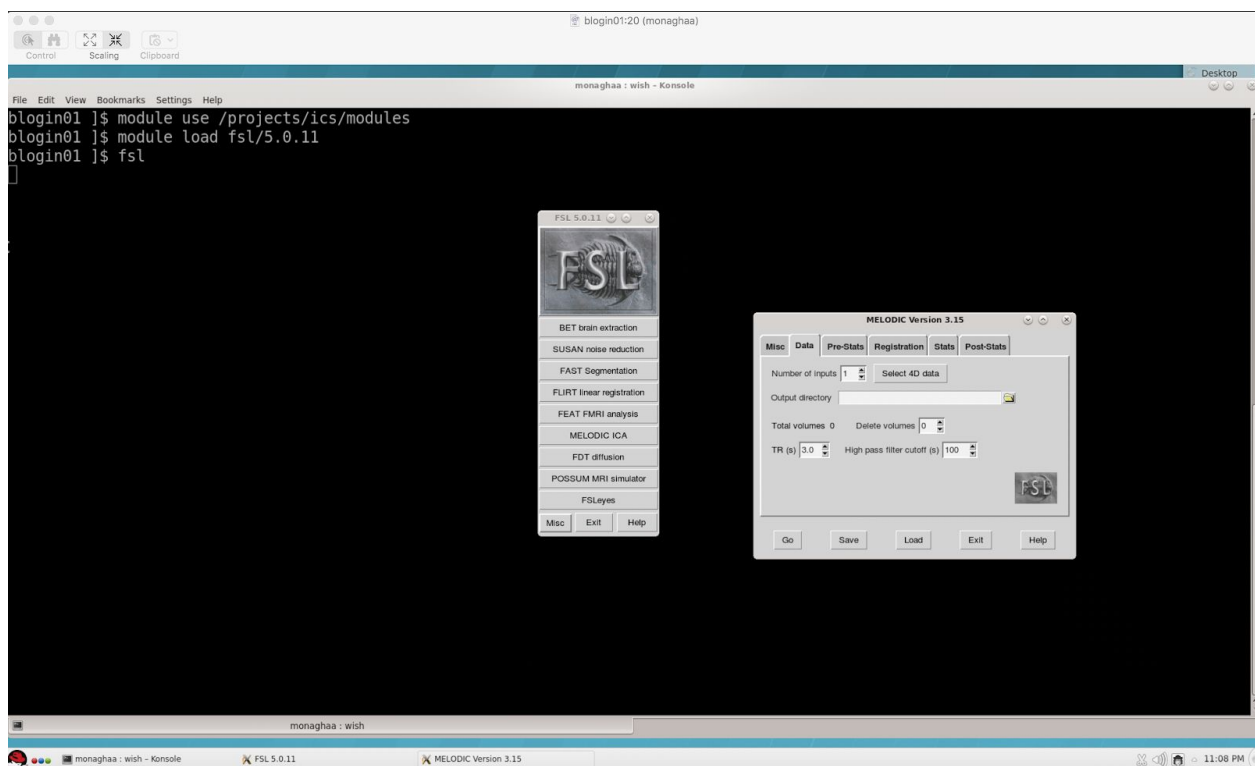 blogin01:20 (monaghaa)
Control Scaling Clipboard
Desktop
monaghaa : wish – Konsole
File Edit View Bookmarks Settings Help
blogin01 ]$ module use /projects/ics/modules
blogin01 ]$ module load fsl/5.0.11
blogin01 ]$ fsl
FSL 5.0.11
FSL
BET brain extraction
SUSAN noise reduction
FAST Segmentation
FLIRT linear registration
FEAT FMRI analysis
MELODIC ICA
FDT diffusion
POSSUM MRI simulator
FSLeyes
Misc Exit Help
MELODIC Version 3.15
Misc Data Pre-Stats Registration Stats Post-Stats
Number of inputs 1 Select 4D data
Output directory
Total volumes 0 Delete volumes 0
TR (s) 3.0 High pass filter cutoff (s) 100
FSL
Go Save Load Exit Help
monaghaa : wish
monaghaa : wish – Konsole FSL 5.0.11 MELODIC Version 3.15 11:08 PM